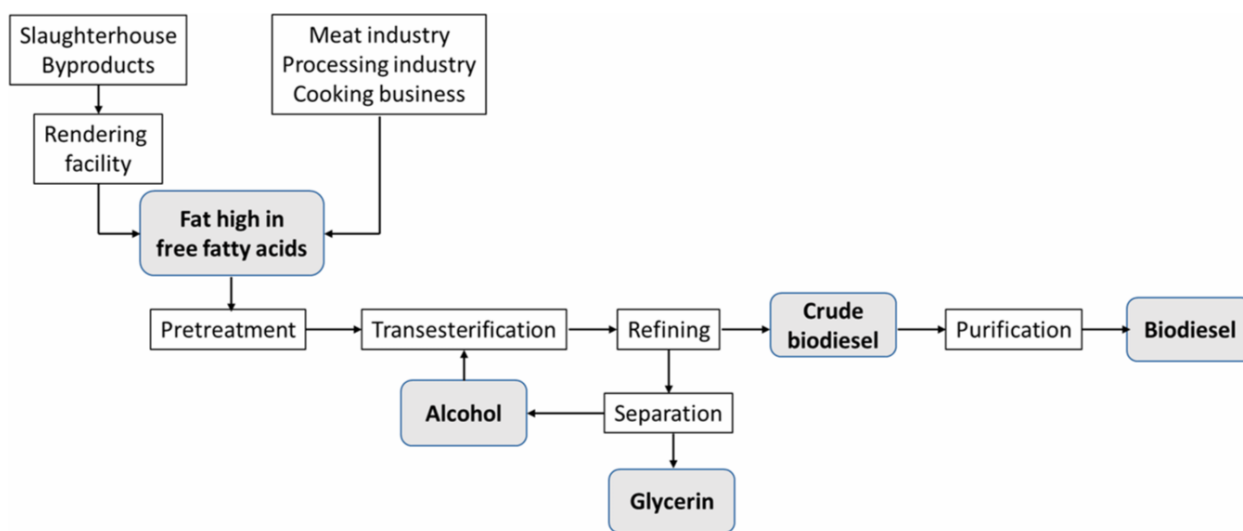 Slaughterhouse
Byproducts
Meat industry
Processing industry
Cooking business
Rendering
facility
Fat high in
free fatty acids
Pretreatment
Transesterification
Refining
Crude
biodiesel
Purification
Biodiesel
Alcohol
Separation
Glycerin